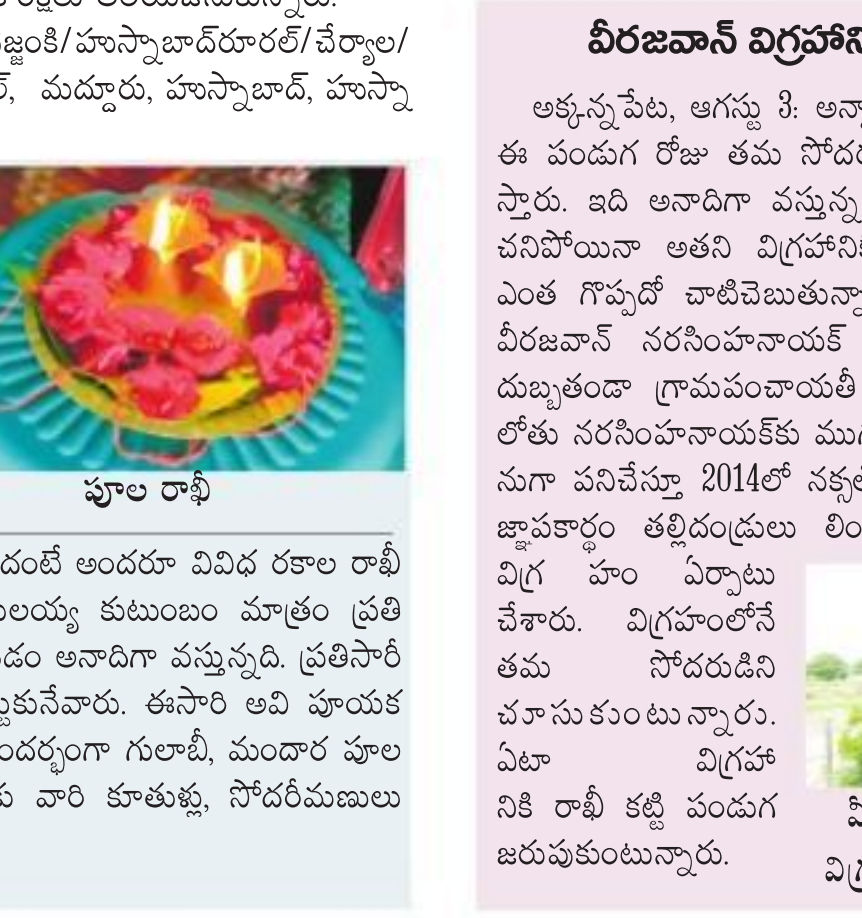 జ్జంకి/హుస్నాబాద్‌రూరల్/చేర్యాల/
మద్దూరు, హుస్నాబాద్, హుస్నా
పూల రాఖీ
దంటే అందరూ వివిధ రకాల రాఖీ
లయ్య కుటుంబం మాత్రం ప్రతి
డం అనాదిగా వస్తున్నది. ప్రతిసారీ
ట్టుకునేవారు. ఈసారి అవి పూయక
ందర్భంగా గులాబీ, మందార పూల
కు వారి కూతుళ్లు, సోదరీమణులు
వీరజవాన్ విగ్రహాని
అక్కన్నపేట, ఆగస్టు 3: అన్నా
ఈ పండుగ రోజు తమ సోదర
స్తారు. ఇది అనాదిగా వస్తున్న
చనిపోయినా అతని విగ్రహానిక
ఎంత గొప్పదో చాటిచెబుతున్నా
వీరజవాన్ నరసింహనాయక్
దుబ్బతండా గ్రామపంచాయతీ
లోతు నరసింహనాయక్‌కు ముగ
నుగా పనిచేస్తూ 2014లో నక్సల
జ్ఞాపకార్థం తల్లిదండ్రులు లిం
విగ్ర హం ఏర్పాటు
చేశారు. విగ్రహంలోనే
తమ సోదరుడిని
చూసుకుంటున్నారు.
ఏటా విగ్రహా
నికి రాఖీ కట్టి పండుగ
జరుపుకుంటున్నారు.
విగ్ర